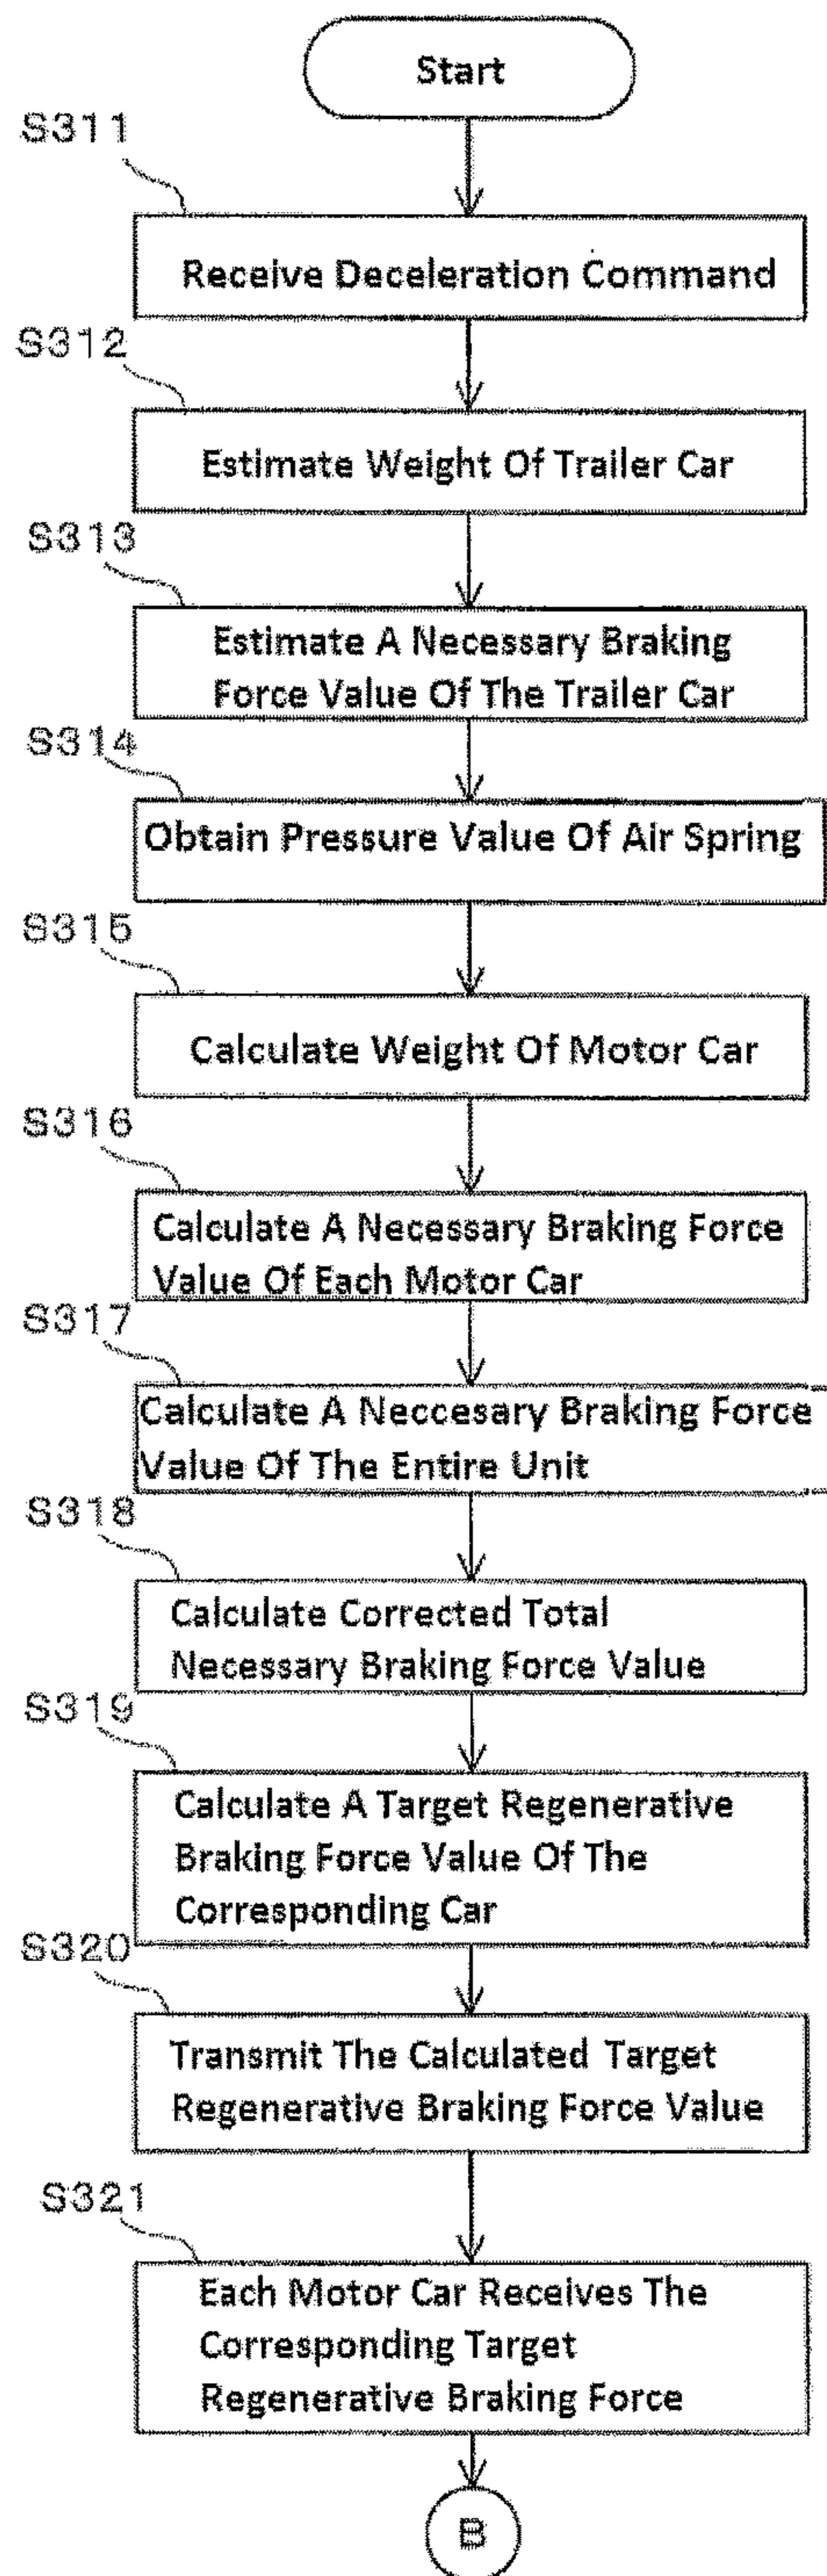 Start
S311
Receive Deceleration Command
S312
Estimate Weight Of Trailer Car
S313
Estimate A Necessary Braking
Force Value Of The Trailer Car
S314
Obtain Pressure Value Of Air Spring
S315
Calculate Weight Of Motor Car
S316
Calculate A Necessary Braking Force
Value Of Each Motor Car
S317
Calculate A Neccesary Braking Force
Value Of The Entire Unit
S318
Calculate Corrected Total
Necessary Braking Force Value
S319
Calculate A Target Regenerative
Braking Force Value Of The
Corresponding Car
S320
Transmit The Calculated Target
Regenerative Braking Force Value
S321
Each Motor Car Receives The
Corresponding Target
Regenerative Braking Force
B